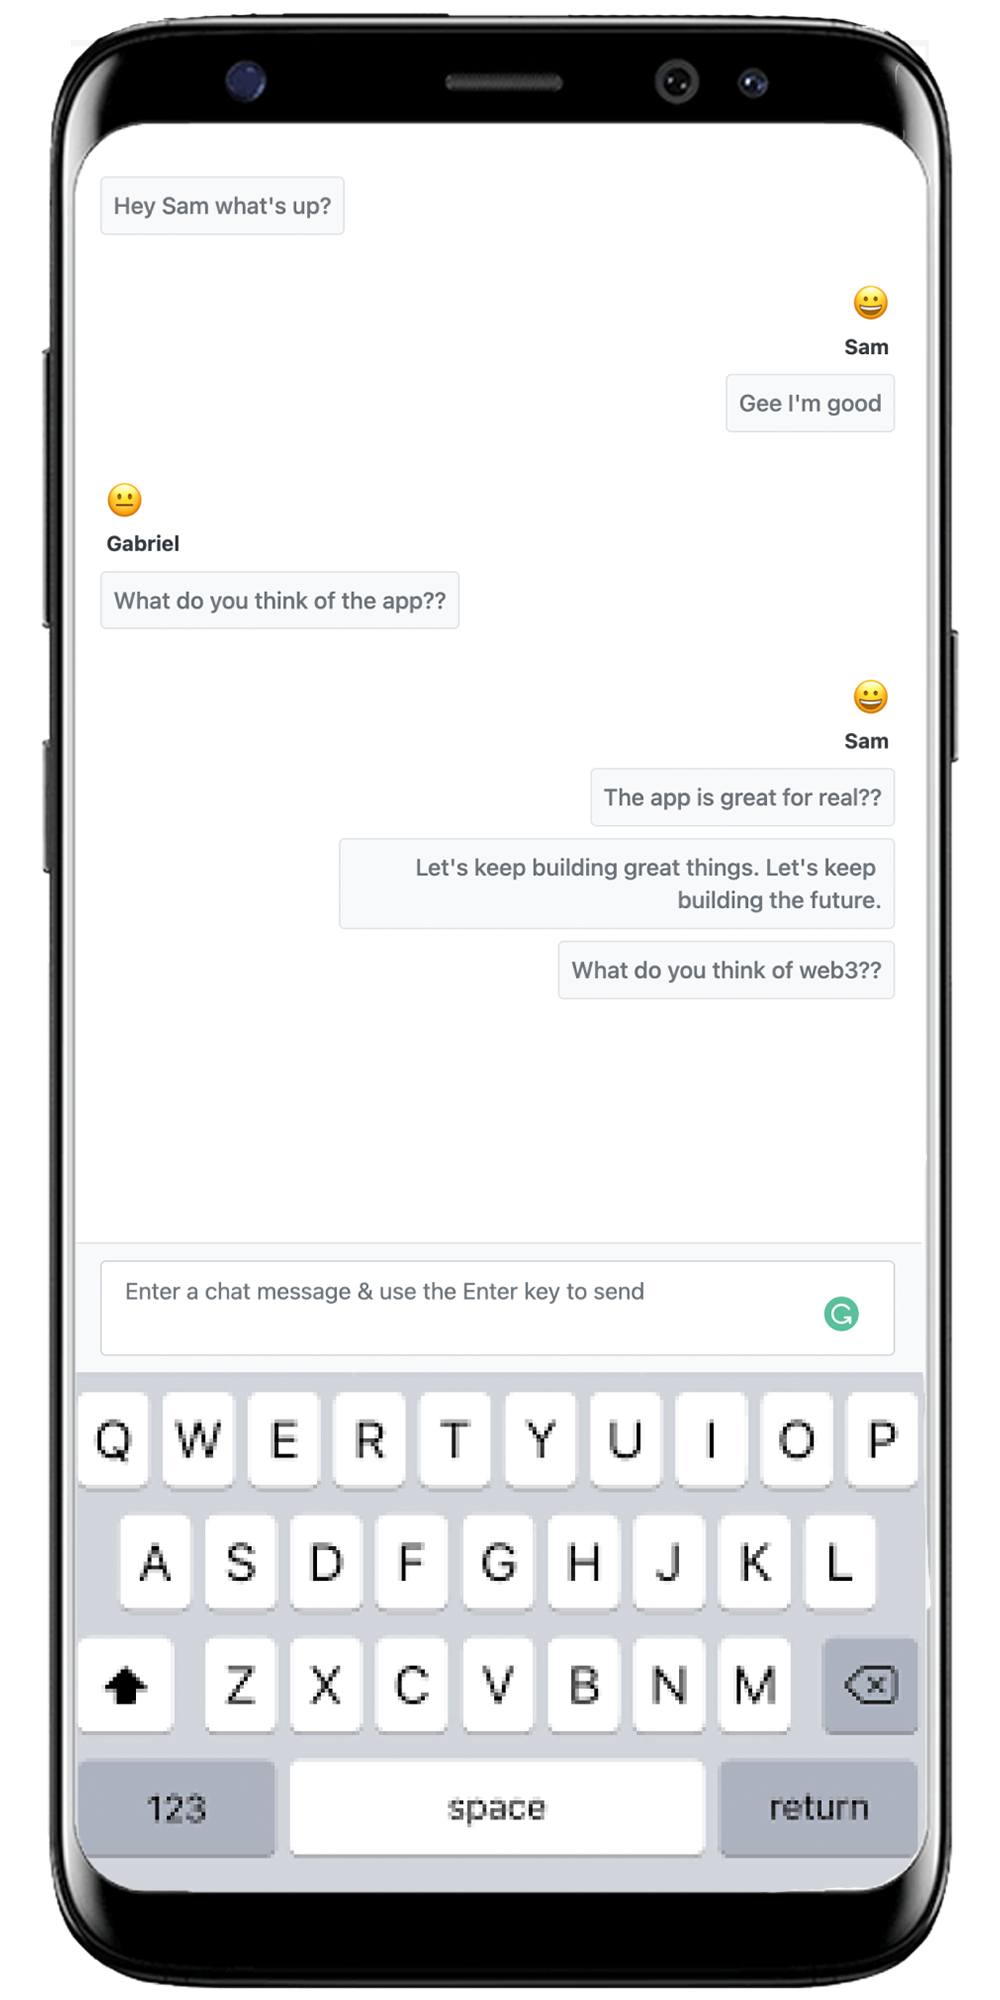 Hey Sam what's up?
Sam
Gee I'm good
Gabriel
What do you think of the app??
Sam
The app is great for real??
Let's keep building great things. Let's keep
building the future.
What do you think of web3??
Enter a chat message & use the Enter key to send
Q W E R T Y U I O P
A S D F G H J K L
Z X C V B N M
123 space return